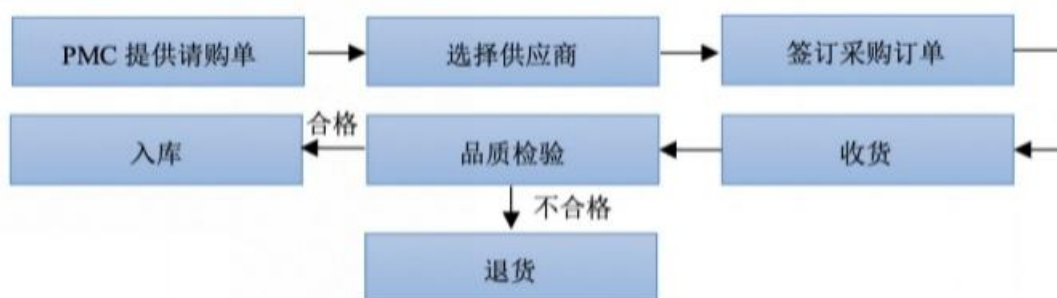 PMC 提供请购单
选择供应商
签订采购订单
收货
品质检验
合格
入库
不合格
退货